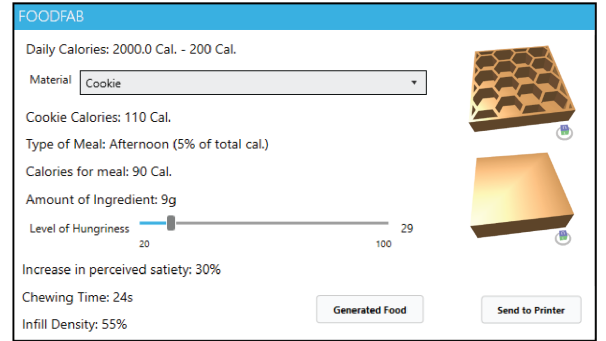 FOODFAB
Daily Calories: 2000.0 Cal. - 200 Cal.
Material Cookie
Cookie Calories: 110 Cal.
Type of Meal: Afternoon (5% of total cal.)
Calories for meal: 90 Cal.
Amount of Ingredient: 9g
Level of Hungriness 29
20 100
Increase in perceived satiety: 30%
Chewing Time: 24s
Generated Food Send to Printer
Infill Density: 55%